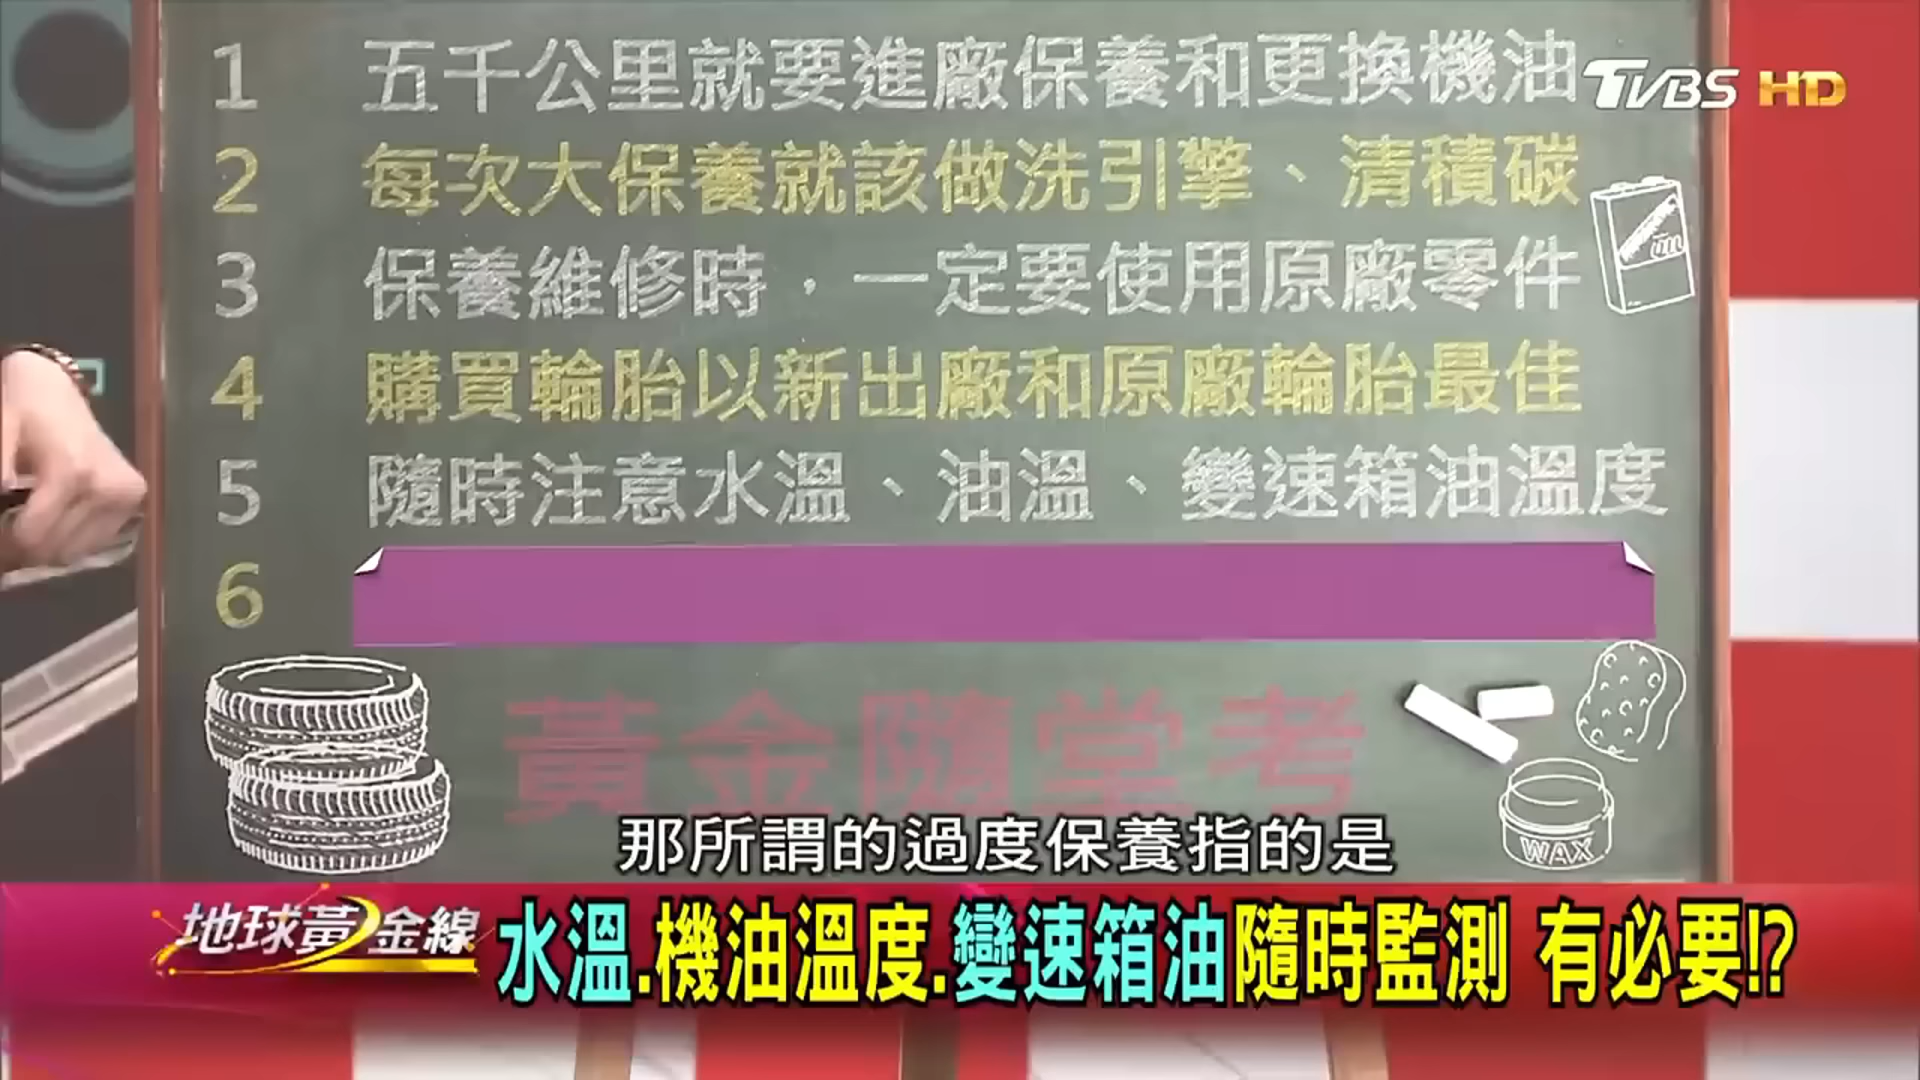 1 五千公里就要進廠保養和更換機油
TVBS HD
2 每次大保養就該做洗引擎、清積碳
3 保養維修時，一定要使用原廠零件
4 購買輪胎以新出廠和原廠輪胎最佳
5 隨時注意水溫、油溫、變速箱油溫度
6
黃金隨堂考
WAX
那所謂的過度保養指的是
地球黃金線
水溫.機油溫度.變速箱油隨時監測 有必要!?